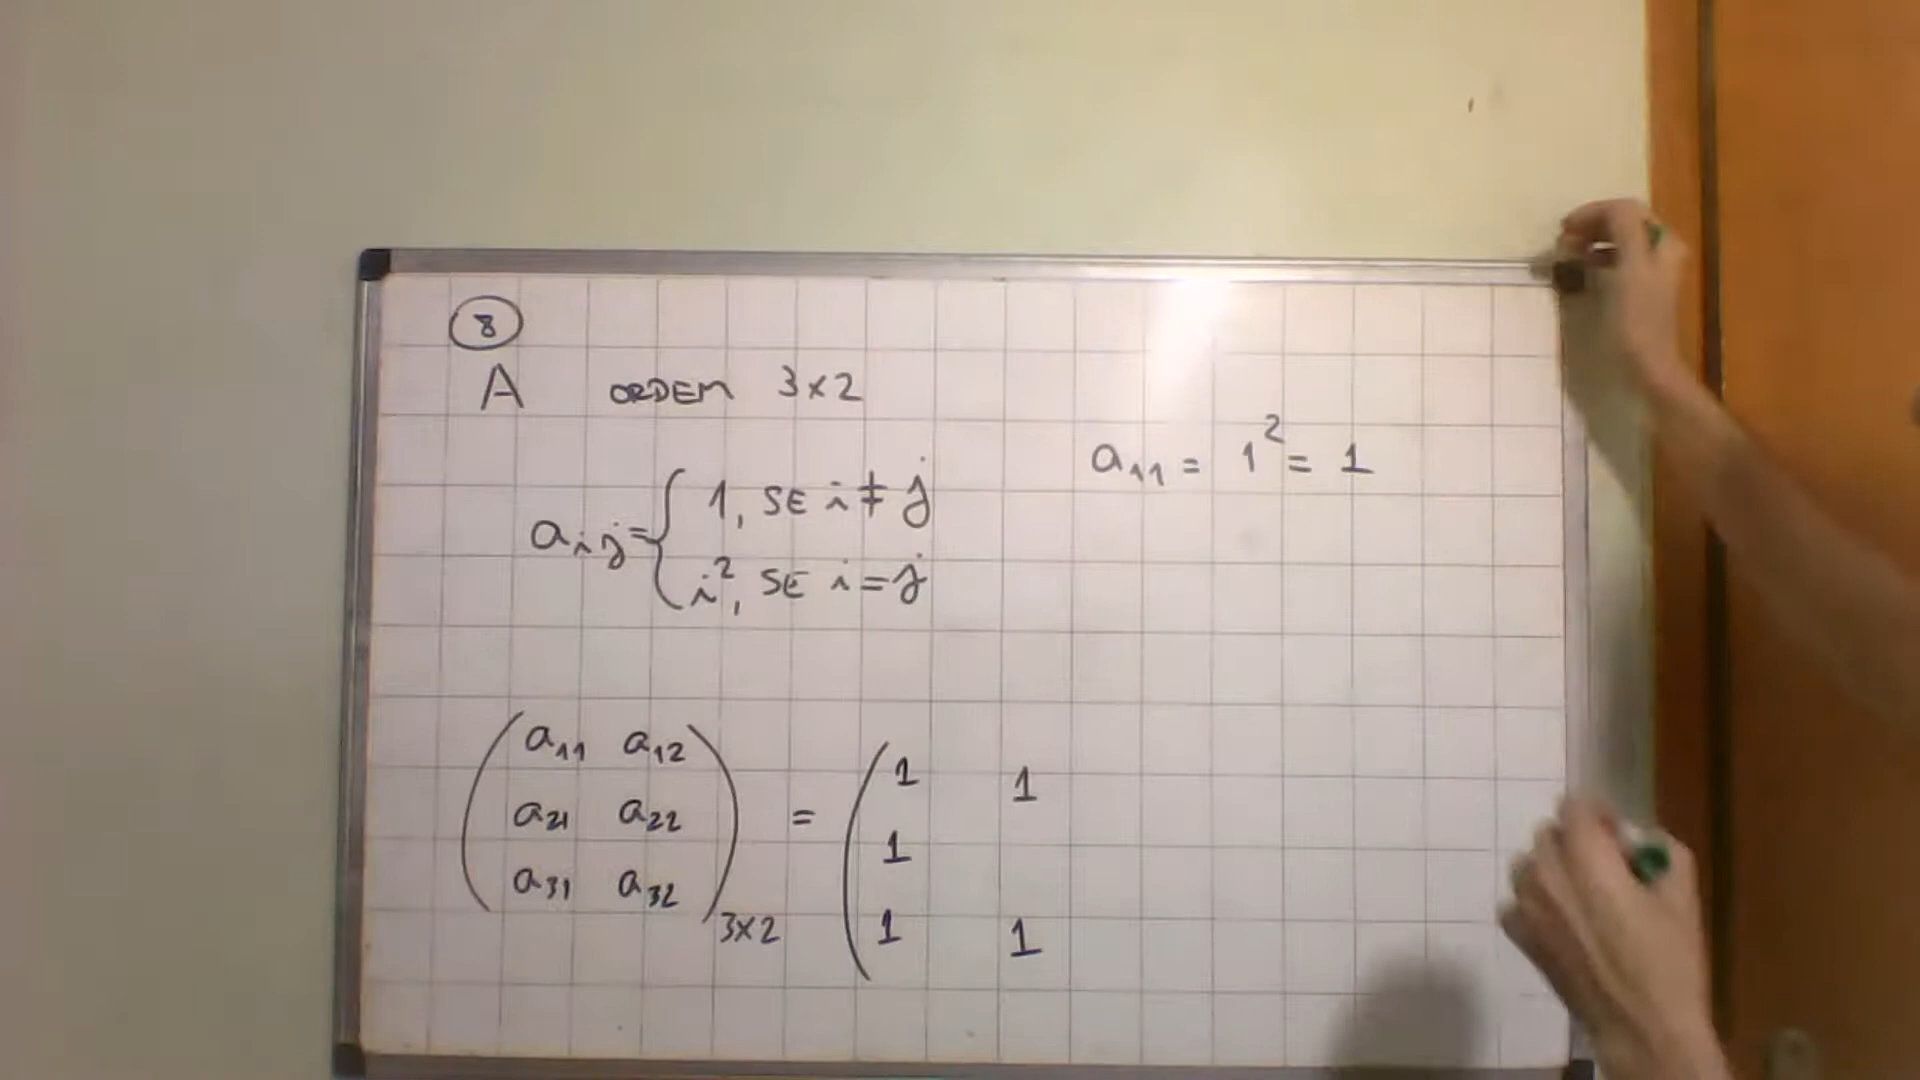 8
A ORDEM 3×2
a₁₁ = 1² = 1
aᵢⱼ = { 1, SE i ≠ j
i², SE i = j
( a₁₁ a₁₂ ) = ( 1 1
a₂₁ a₂₂ 1
a₃₁ a₃₂ 1 1
3×2